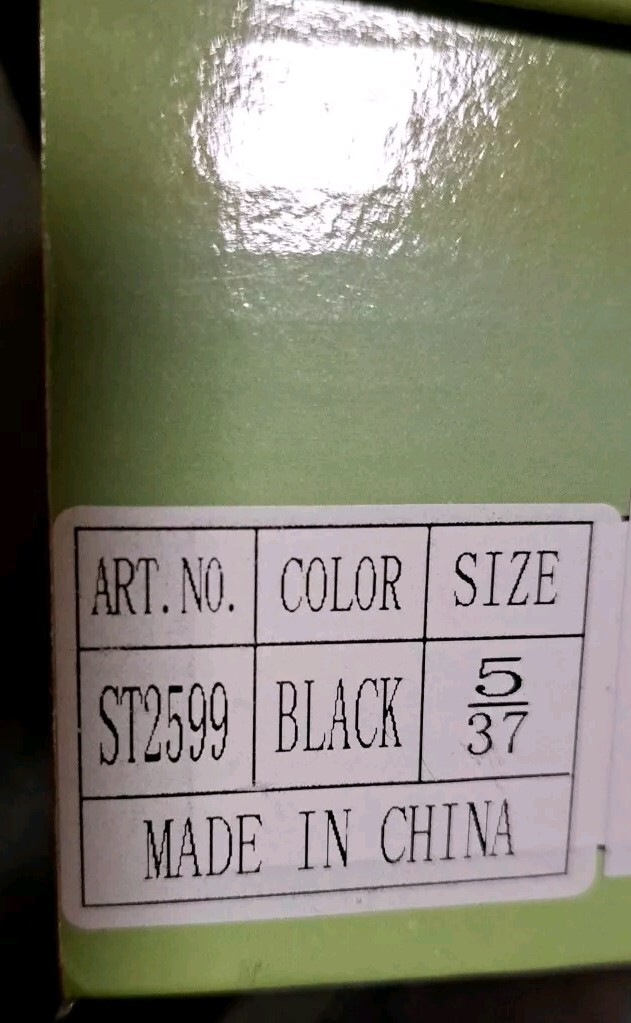 ART.NO. COLOR SIZE
ST2599 BLACK 5/37
MADE IN CHINA